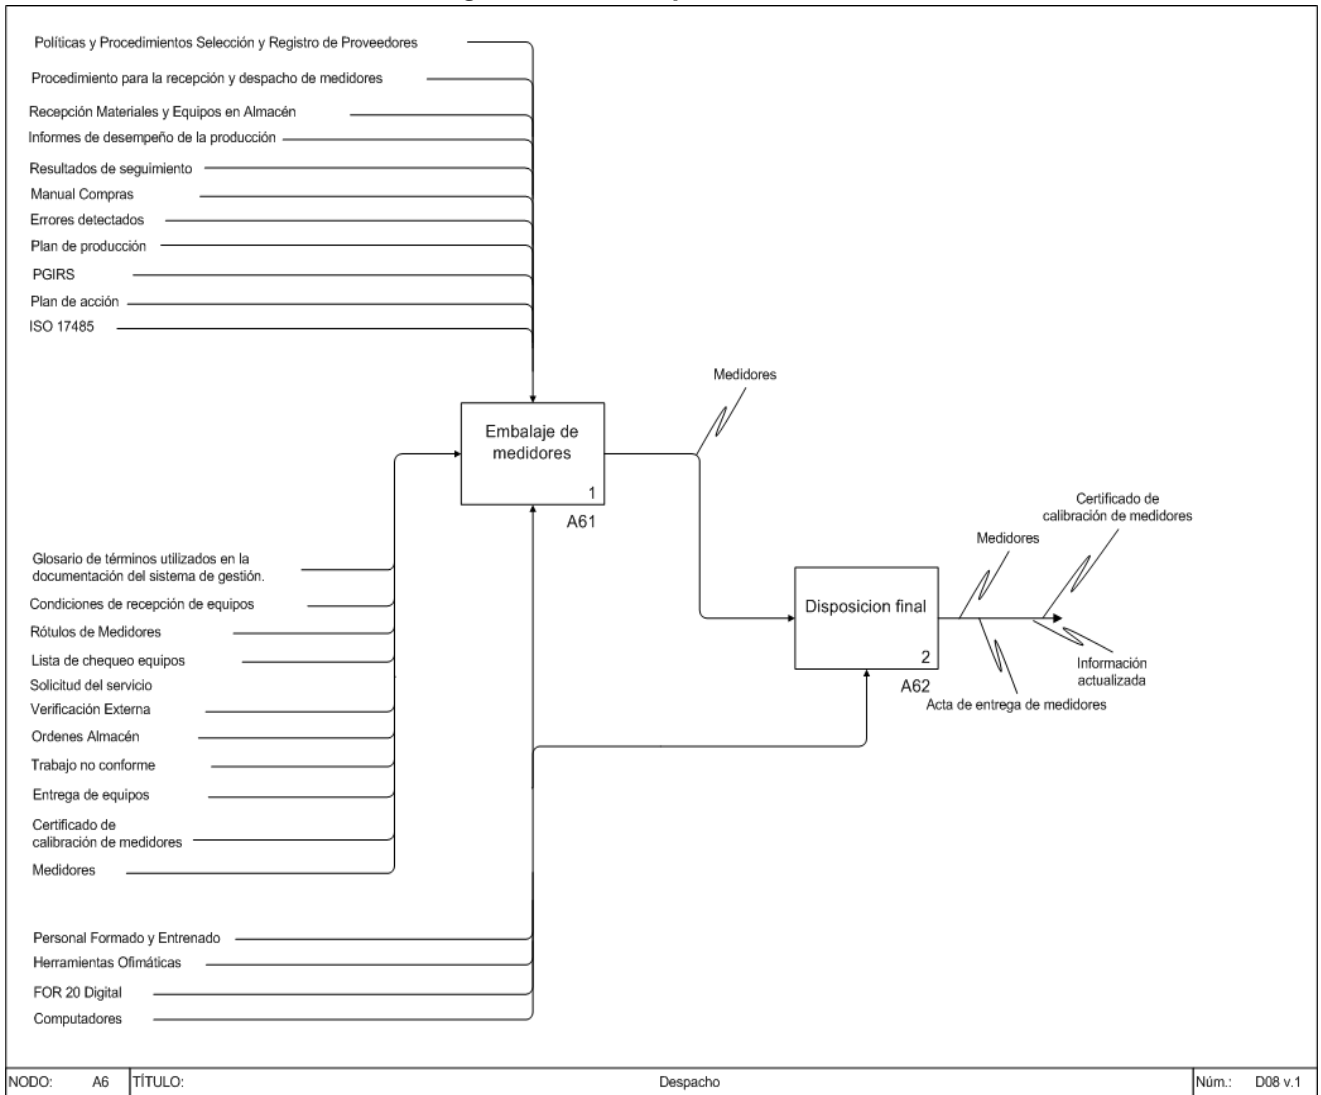 Políticas y Procedimientos Selección y Registro de Proveedores
Procedimiento para la recepción y despacho de medidores
Recepción Materiales y Equipos en Almacén
Informes de desempeño de la producción
Resultados de seguimiento
Manual Compras
Errores detectados
Plan de producción
PGIRS
Plan de acción
ISO 17485
Medidores
Embalaje de
medidores
1
A61
Certificado de
calibración de medidores
Medidores
Glosario de términos utilizados en la
documentación del sistema de gestión.
Condiciones de recepción de equipos
Rótulos de Medidores
Lista de chequeo equipos
Solicitud del servicio
Verificación Externa
Ordenes Almacén
Trabajo no conforme
Entrega de equipos
Certificado de
calibración de medidores
Medidores
Disposicion final
2
A62
Información
actualizada
Acta de entrega de medidores
Personal Formado y Entrenado
Herramientas Ofimáticas
FOR 20 Digital
Computadores
NODO: A6 TÍTULO: Despacho Núm.: D08 v.1